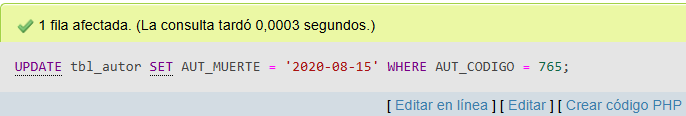 1 fila afectada. (La consulta tardó 0,0003 segundos.)
UPDATE tbl_autor SET AUT_MUERTE = '2020-08-15' WHERE AUT_CODIGO = 765;
[ Editar en línea ] [ Editar ] [ Crear código PHP